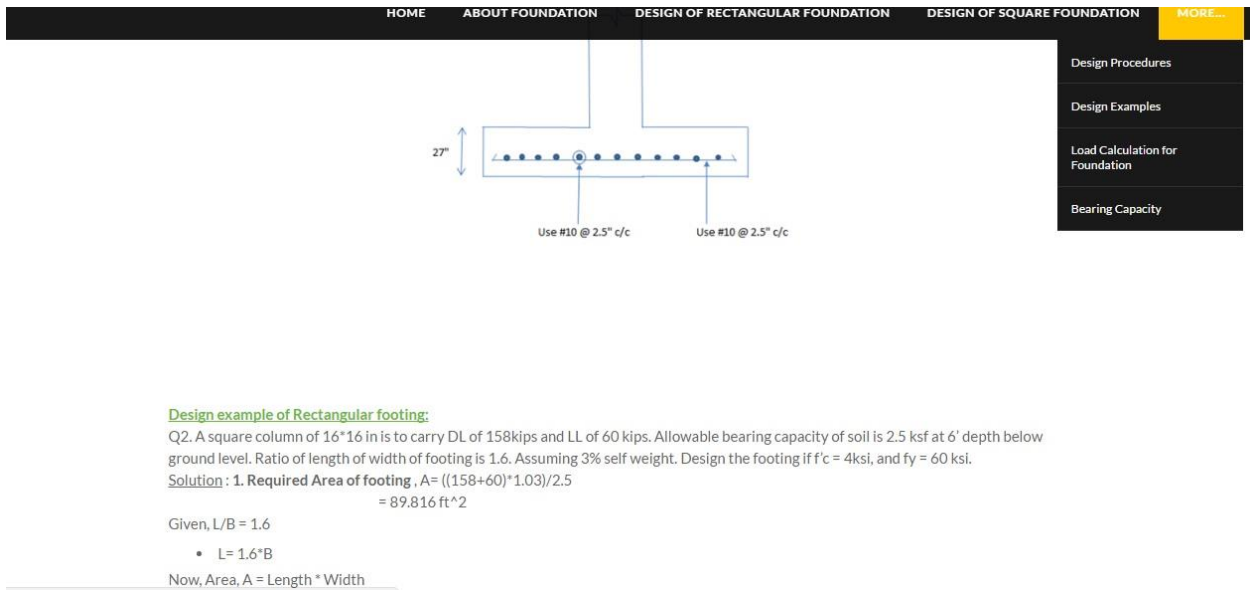 HOME ABOUT FOUNDATION DESIGN OF RECTANGULAR FOUNDATION DESIGN OF SQUARE FOUNDATION MORE...
Design Procedures
Design Examples
Load Calculation for
Foundation
Bearing Capacity
27"
Use #10 @ 2.5" c/c Use #10 @ 2.5" c/c
Design example of Rectangular footing:
Q2. A square column of 16*16 in is to carry DL of 158kips and LL of 60 kips. Allowable bearing capacity of soil is 2.5 ksf at 6' depth below
ground level. Ratio of length of width of footing is 1.6. Assuming 3% self weight. Design the footing if f'c = 4ksi, and fy = 60 ksi.
Solution : 1. Required Area of footing , A= ((158+60)*1.03)/2.5
= 89.816 ft^2
Given, L/B = 1.6
• L= 1.6*B
Now, Area, A = Length * Width